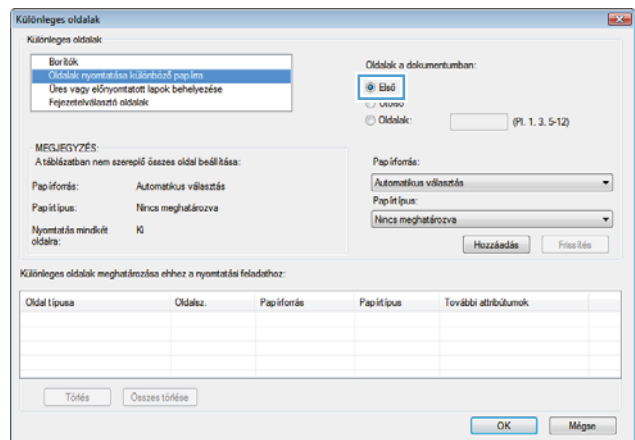 Különleges oldalak
Különleges oldalak
Borítók
Oldalak nyomtatása különböző papírra
Üres vagy előnyomtatott lapok behelyezése
Fejezetelválasztó oldalak
Oldalak a dokumentumban:
Első
Utolsó
Oldalak:
(Pl. 1, 3, 5-12)
MEGJEGYZÉS:
A táblázatban nem szereplő összes oldal beállítása:
Papírforrás:
Automatikus választás
Papírtípus:
Nincs meghatározva
Nyomtatás mindkét
oldalra:
Ki
Papírforrás:
Automatikus választás
Papírtípus:
Nincs meghatározva
Hozzáadás
Frissítés
Különleges oldalak meghatározása ehhez a nyomtatási feladathoz:
Oldal típusa
Oldalsz.
Papírforrás
Papírtípus
További attribútumok
Törlés
Összes törlése
OK
Mégse